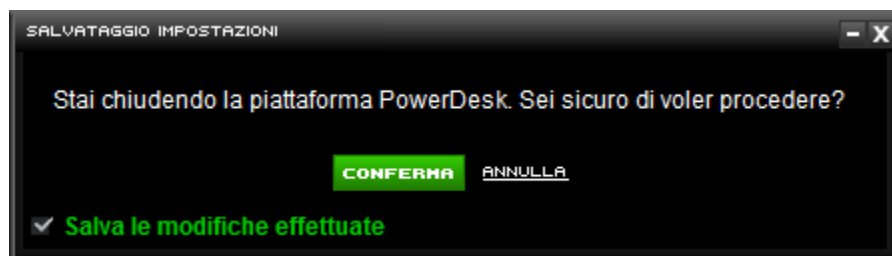 SALVATAGGIO IMPOSTAZIONI
Stai chiudendo la piattaforma PowerDesk. Sei sicuro di voler procedere?
CONFERMA ANNULLA
Salva le modifiche effettuate